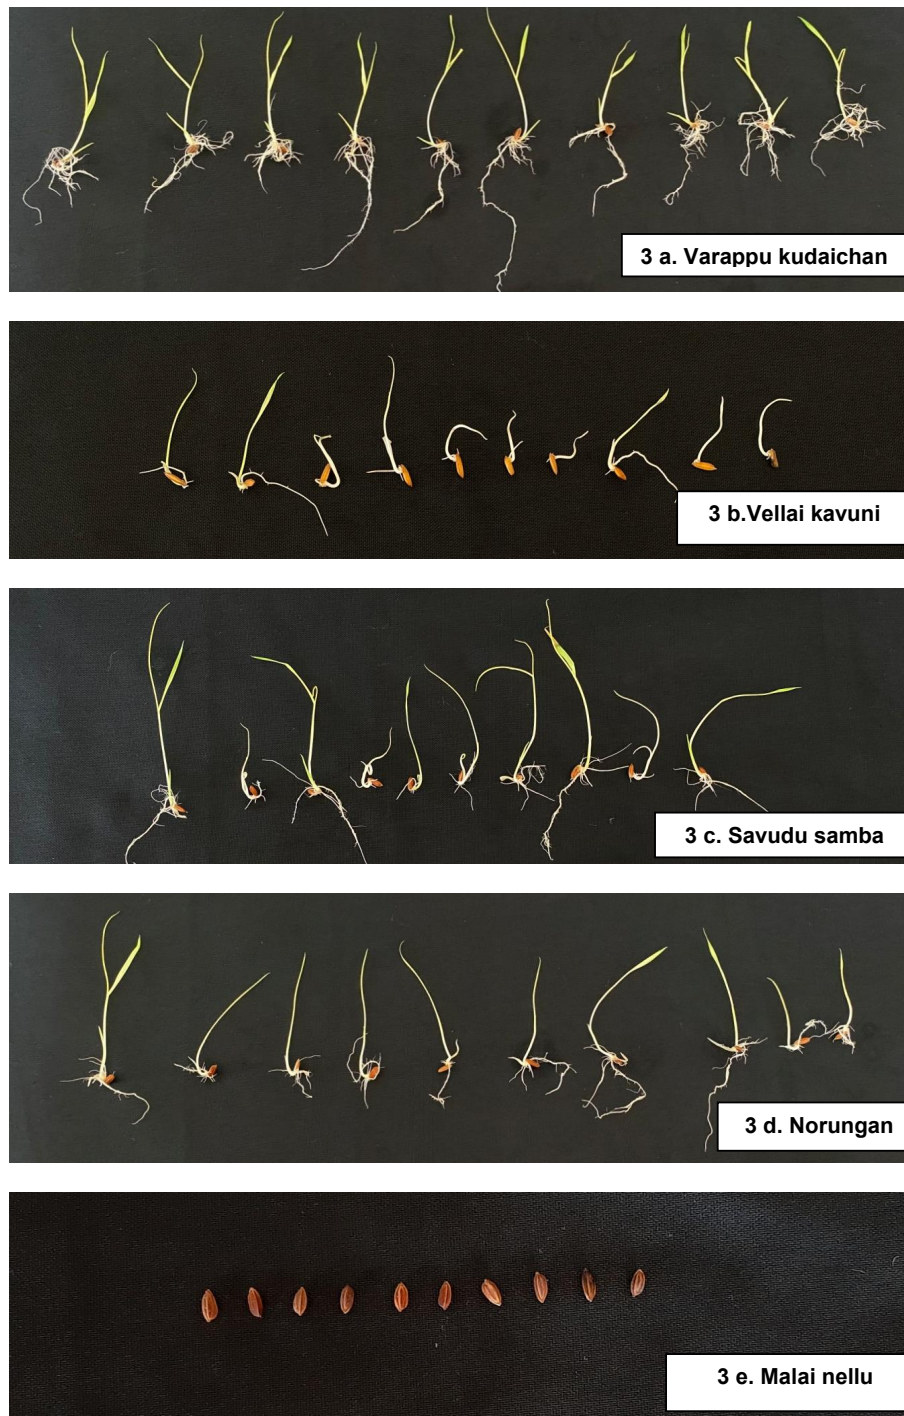 3 a. Varappu kudaichan
3 b.Vellai kavuni
3 c. Savudu samba
3 d. Norungan
3 e. Malai nellu